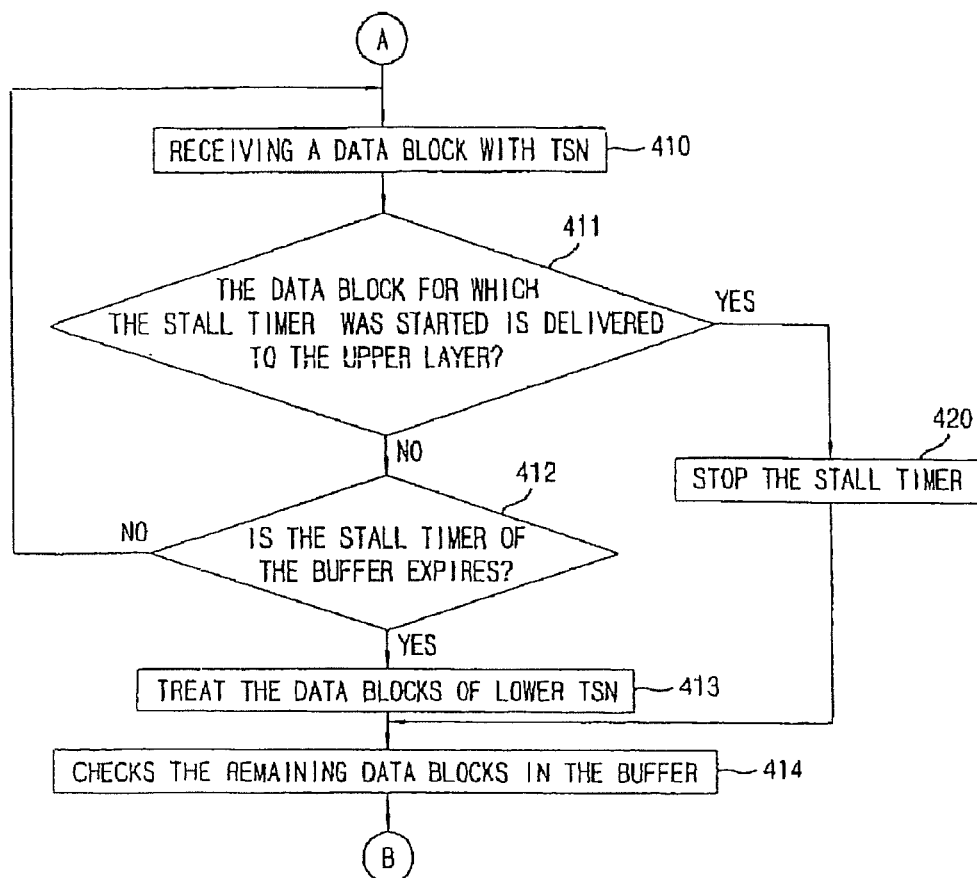 A
RECEIVING A DATA BLOCK WITH TSN
410
411
THE DATA BLOCK FOR WHICH
THE STALL TIMER WAS STARTED IS DELIVERED
TO THE UPPER LAYER?
YES
NO
420
STOP THE STALL TIMER
412
NO
IS THE STALL TIMER OF
THE BUFFER EXPIRES?
YES
TREAT THE DATA BLOCKS OF LOWER TSN
413
CHECKS THE REMAINING DATA BLOCKS IN THE BUFFER
414
B